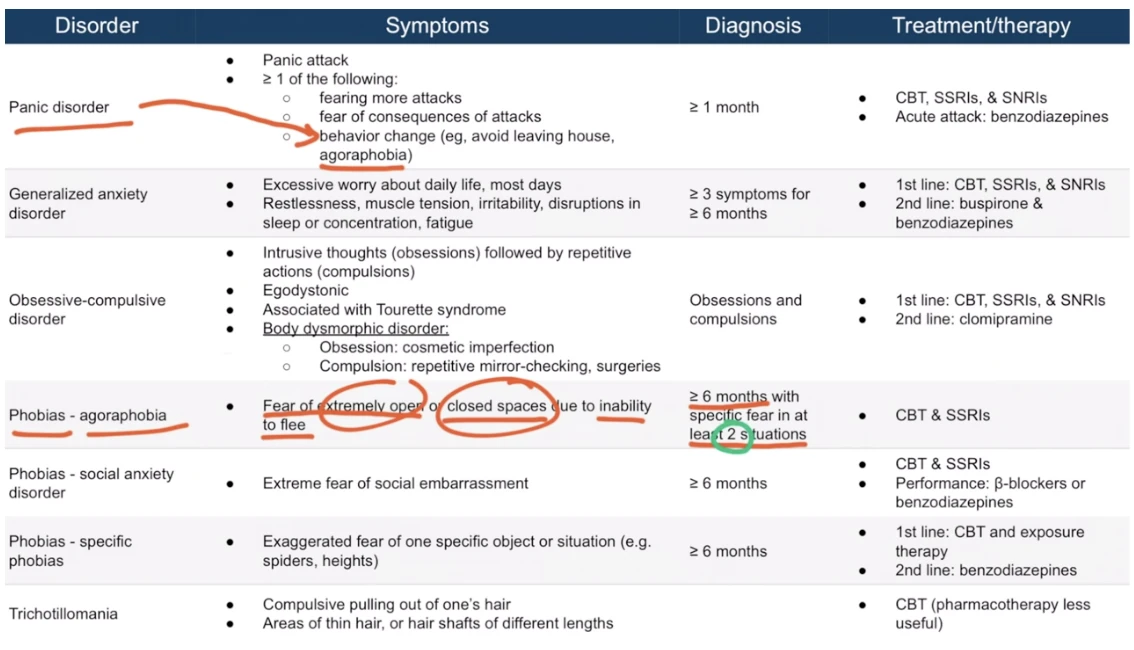 Disorder Symptoms Diagnosis Treatment/therapy
Panic disorder
● Panic attack
● ≥ 1 of the following:
○ fearing more attacks
○ fear of consequences of attacks
○ behavior change (eg, avoid leaving house,
agoraphobia)
≥ 1 month
● CBT, SSRIs, & SNRIs
● Acute attack: benzodiazepines
Generalized anxiety
disorder
● Excessive worry about daily life, most days
● Restlessness, muscle tension, irritability, disruptions in
sleep or concentration, fatigue
≥ 3 symptoms for
≥ 6 months
● 1st line: CBT, SSRIs, & SNRIs
● 2nd line: buspirone &
benzodiazepines
Obsessive-compulsive
disorder
● Intrusive thoughts (obsessions) followed by repetitive
actions (compulsions)
● Egodystonic
● Associated with Tourette syndrome
● Body dysmorphic disorder:
○ Obsession: cosmetic imperfection
○ Compulsion: repetitive mirror-checking, surgeries
Obsessions and
compulsions
● 1st line: CBT, SSRIs, & SNRIs
● 2nd line: clomipramine
Phobias - agoraphobia
● Fear of extremely open or closed spaces due to inability
to flee
≥ 6 months with
specific fear in at
least 2 situations
● CBT & SSRIs
Phobias - social anxiety
disorder
● Extreme fear of social embarrassment
≥ 6 months
● CBT & SSRIs
● Performance: β-blockers or
benzodiazepines
Phobias - specific
phobias
● Exaggerated fear of one specific object or situation (e.g.
spiders, heights)
≥ 6 months
● 1st line: CBT and exposure
therapy
● 2nd line: benzodiazepines
Trichotillomania
● Compulsive pulling out of one's hair
● Areas of thin hair, or hair shafts of different lengths
● CBT (pharmacotherapy less
useful)